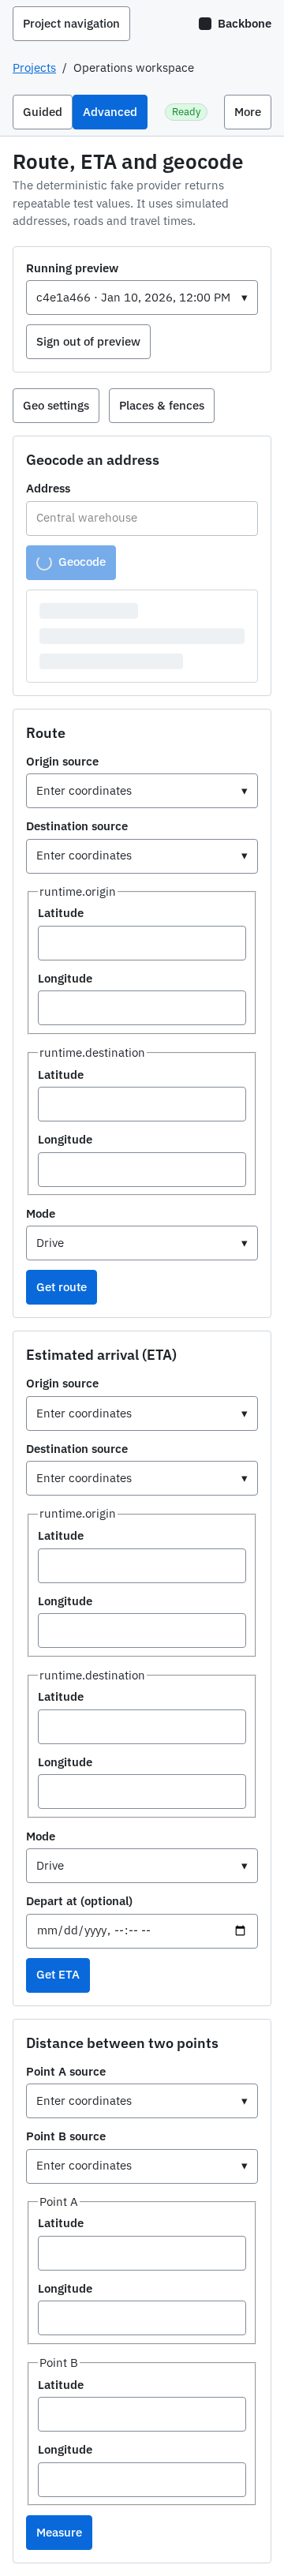 Project navigation
Backbone
Projects / Operations workspace
Guided
Advanced
Ready
More
Route, ETA and geocode
The deterministic fake provider returns
repeatable test values. It uses simulated
addresses, roads and travel times.
Running preview
c4e1a466 · Jan 10, 2026, 12:00 PM
Sign out of preview
Geo settings
Places & fences
Geocode an address
Address
Central warehouse
Geocode
Route
Origin source
Enter coordinates
Destination source
Enter coordinates
runtime.origin
Latitude
Longitude
runtime.destination
Latitude
Longitude
Mode
Drive
Get route
Estimated arrival (ETA)
Origin source
Enter coordinates
Destination source
Enter coordinates
runtime.origin
Latitude
Longitude
runtime.destination
Latitude
Longitude
Mode
Drive
Depart at (optional)
mm/dd/yyyy, --:-- --
Get ETA
Distance between two points
Point A source
Enter coordinates
Point B source
Enter coordinates
Point A
Latitude
Longitude
Point B
Latitude
Longitude
Measure